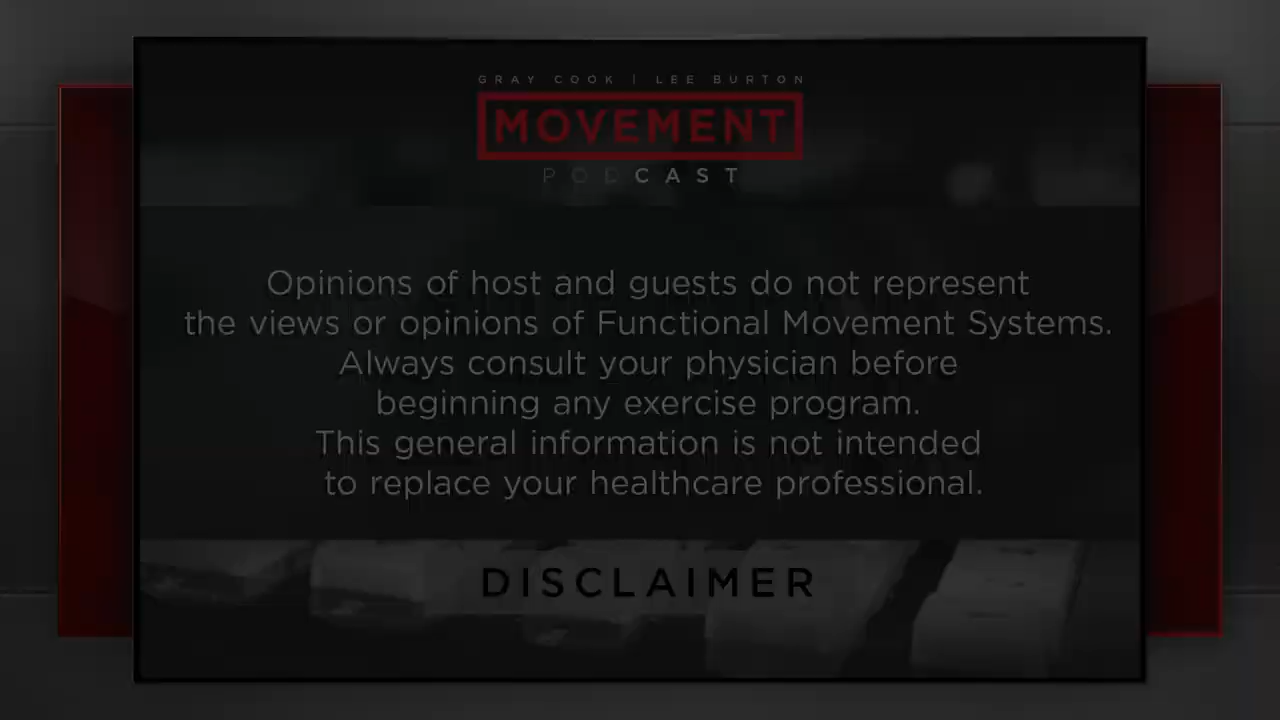 GRAY COOK | LEE BURTON
MOVEMENT
PODCAST
Opinions of host and guests do not represent
the views or opinions of Functional Movement Systems.
Always consult your physician before
beginning any exercise program.
This general information is not intended
to replace your healthcare professional.
DISCLAIMER